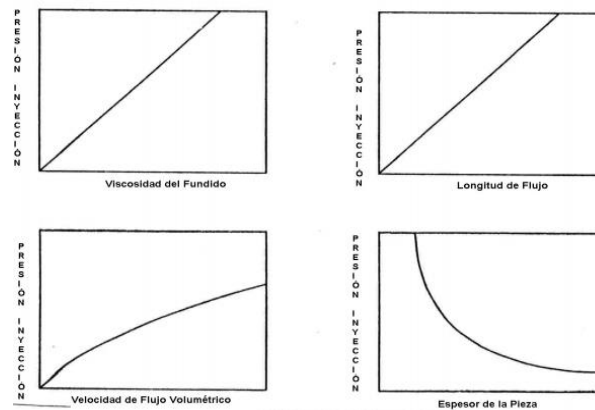 PRESIÓN INYECCIÓN
Viscosidad del Fundido
PRESIÓN INYECCIÓN
Longitud de Flujo
PRESIÓN INYECCIÓN
Velocidad de Flujo Volumétrico
PRESIÓN INYECCIÓN
Espesor de la Pieza